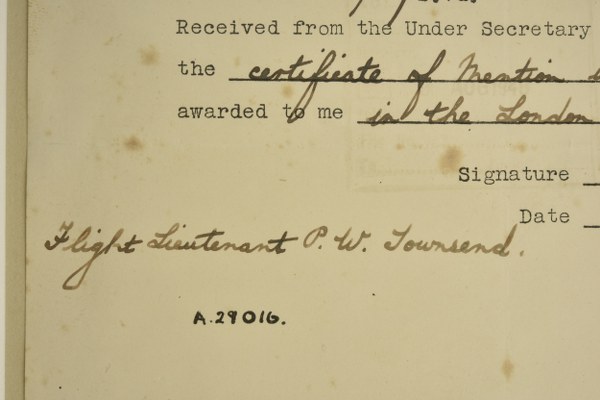 Received from the Under Secretary
the certificate of Mention
awarded to me in the London
Signature
Date
Flight Lieutenant P. W. Townsend.
A.29016.